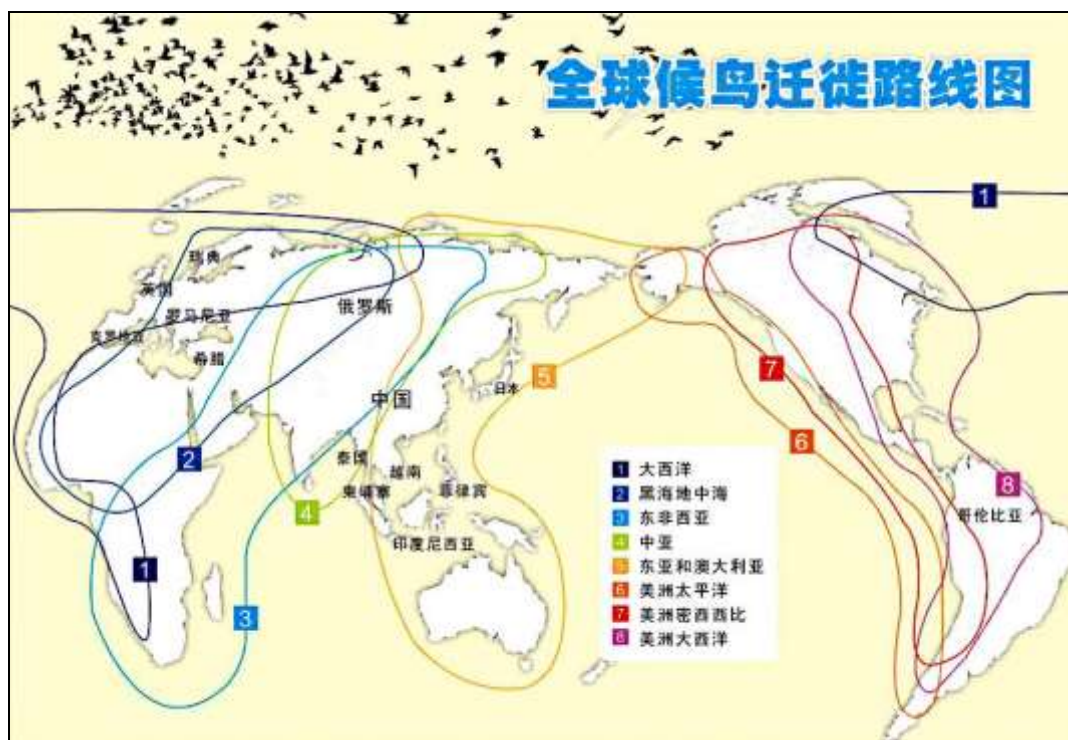 全球候鸟迁徙路线图
1
瑞典
英国
俄罗斯
罗马尼亚
克罗地亚
希腊
7
5
日本
中国
6
2
泰国
越南
柬埔寨
菲律宾
4
印度尼西亚
8
哥伦比亚
1
3
1 大西洋
2 黑海地中海
3 东非西亚
4 中亚
5 东亚和澳大利亚
6 美洲太平洋
7 美洲密西西比
8 美洲大西洋